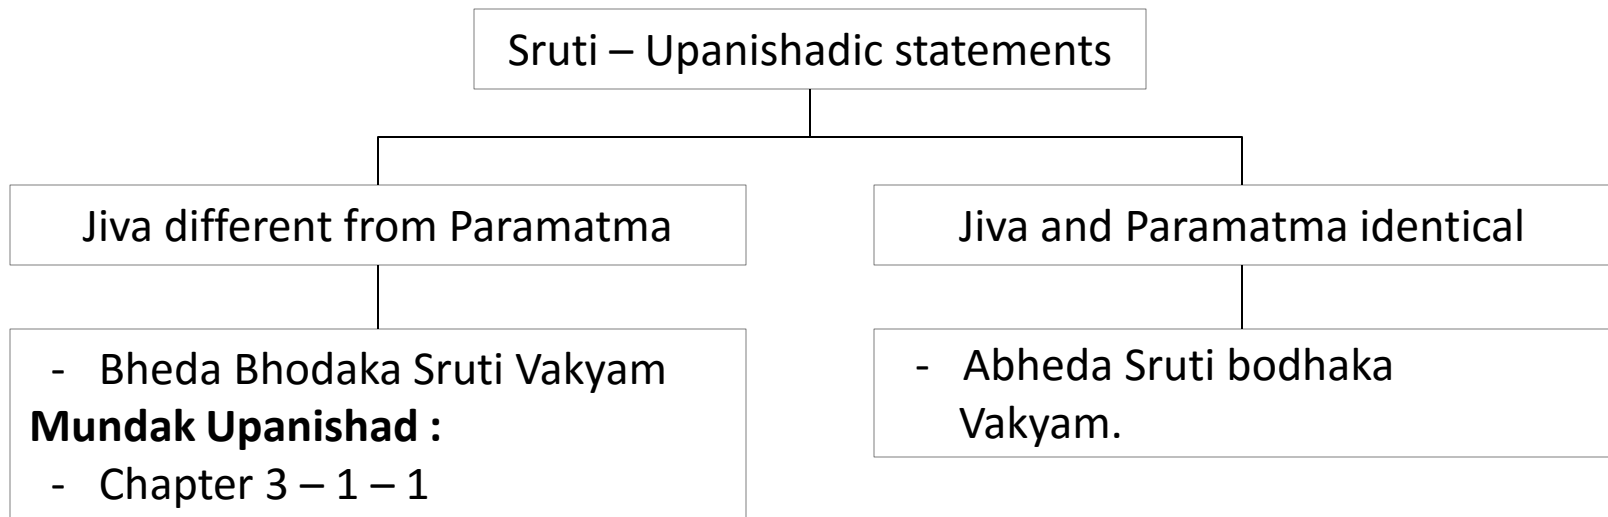 Sruti – Upanishadic statements
Jiva different from Paramatma
Jiva and Paramatma identical
- Bheda Bhodaka Sruti Vakyam
Mundak Upanishad :
- Chapter 3 – 1 – 1
- Abheda Sruti bodhaka
Vakyam.